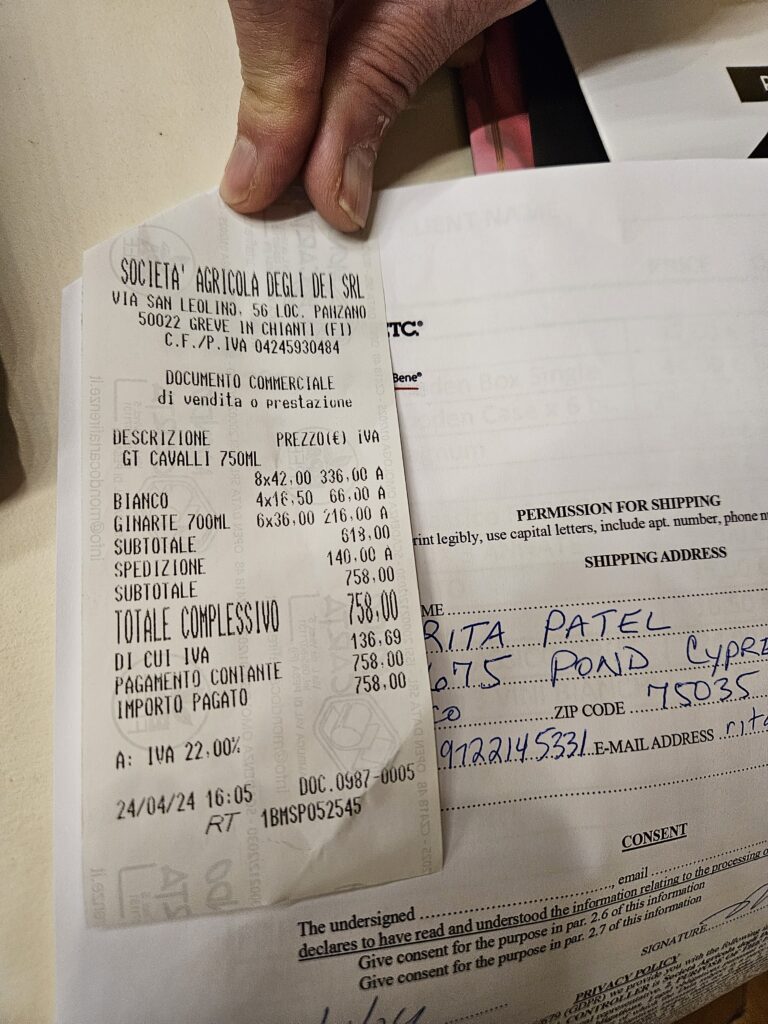 SOCIETA' AGRICOLA DEGLI DEI SRL
VIA SAN LEOLINO, 56 LOC. PANZANO
50022 GREVE IN CHIANTI (FI)
C.F./P.IVA 04245930484
DOCUMENTO COMMERCIALE
di vendita o prestazione
DESCRIZIONE PREZZO(€) IVA
GT CAVALLI 750ML
8x42,00 336,00 A
BIANCO 4x16,50 66,00 A
GINARTE 700ML 6x36,00 216,00 A
SUBTOTALE 618,00
SPEDIZIONE 140,00 A
SUBTOTALE 758,00
TOTALE COMPLESSIVO 758,00
DI CUI IVA 136,69
PAGAMENTO CONTANTE 758,00
IMPORTO PAGATO 758,00
A: IVA 22,00%
24/04/24 16:05 DOC.0987-0005
RT 1BMSP052545
TC®
Bene®
PERMISSION FOR SHIPPING
rint legibly, use capital letters, include apt. number, phone
SHIPPING ADDRESS
ME
RITA PATEL
675 POND CYPRE
CO ZIP CODE 75035
9722145331 E-MAIL ADDRESS rita
CONSENT
The undersigned , email
declares to have read and understood the information relating to the processing
Give consent for the purpose in par. 2.6 of this information
Give consent for the purpose in par. 2.7 of this information
SIGNATURE
PRIVACY POLICY